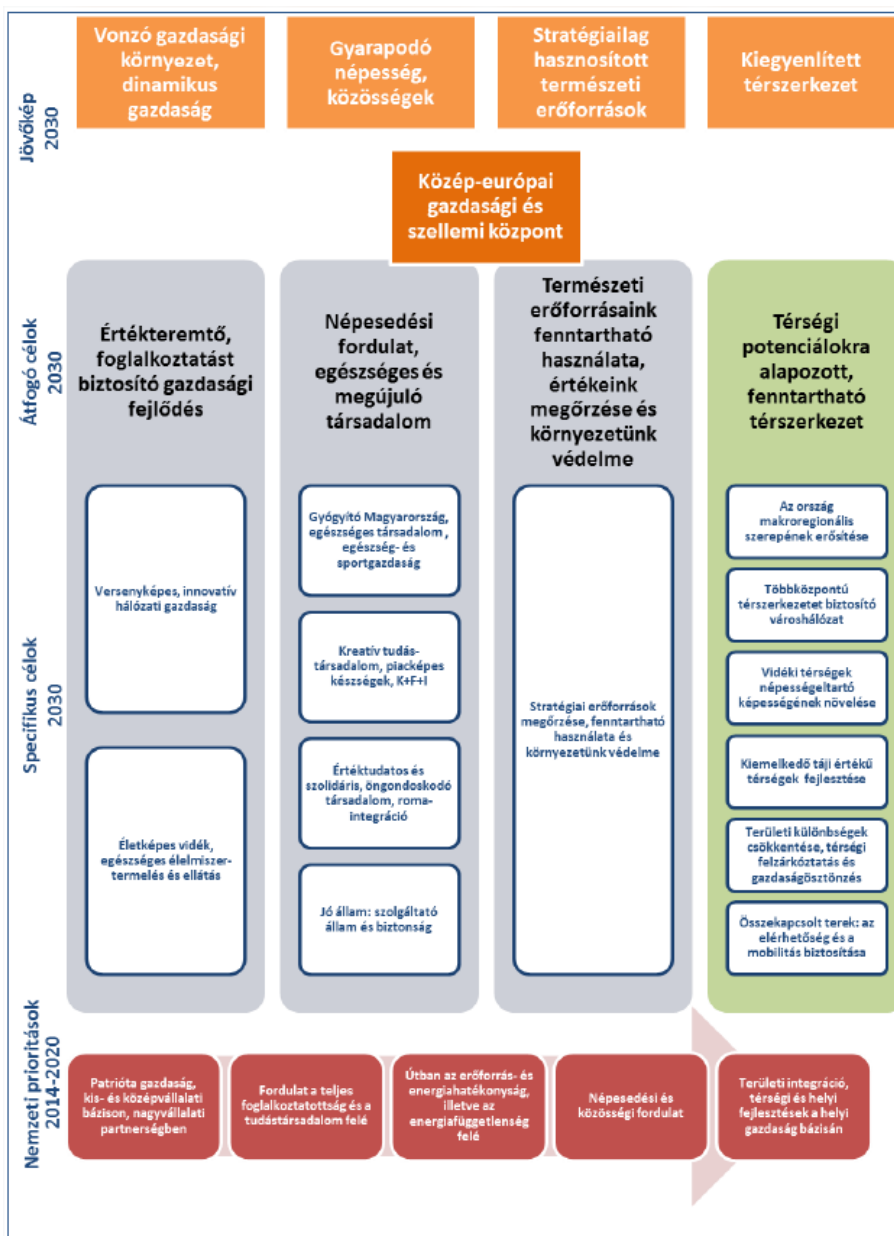 Jövőkép
2030
Vonzó gazdasági
környezet,
dinamikus
gazdaság
Gyarapodó
népesség,
közösségek
Stratégiailag
hasznosított
természeti
erőforrások
Kiegyenlített
térszerkezet
Közép-európai
gazdasági és
szellemi központ
Átfogó célok
2030
Értékteremtő,
foglalkoztatást
biztosító gazdasági
fejlődés
Népesedési
fordulat,
egészséges és
megújuló
társadalom
Természeti
erőforrásaink
fenntartható
használata,
értékeink
megőrzése és
környezetünk
védelme
Térségi
potenciálokra
alapozott,
fenntartható
térszerkezet
Specifikus célok
2030
Versenyképes, innovatív
hálózati gazdaság
Életképes vidék,
egészséges élelmiszer-
termelés és ellátás
Gyógyító Magyarország,
egészséges társadalom ,
egészség- és
sportgazdaság
Kreatív tudás-
társadalom, piacképes
készségek, K+F+I
Értéktudatos és
szolidáris, öngondoskodó
társadalom, roma-
integráció
Jó állam: szolgáltató
állam és biztonság
Stratégiai erőforrások
megőrzése, fenntartható
használata és
környezetünk védelme
Az ország
makroregionális
szerepének erősítése
Többközpontú
térszerkezetet biztosító
városhálózat
Vidéki térségek
népességeltartó
képességének növelése
Kiemelkedő táji értékű
térségek fejlesztése
Területi különbségek
csökkentése, térségi
felzárkóztatás és
gazdaságösztönzés
Összekapcsolt terek: az
elérhetőség és a
mobilitás biztosítása
Nemzeti prioritások
2014-2020
Patrióta gazdaság,
kis- és középvállalati
bázison, nagyvállalati
partnerségben
Fordulat a teljes
foglalkoztatottság és a
tudástársadalom felé
Útban az erőforrás- és
energiahatékonyság,
illetve az
energiafüggetlenség
felé
Népesedési és
közösségi fordulat
Területi integráció,
térségi és helyi
fejlesztések a helyi
gazdaság bázisán